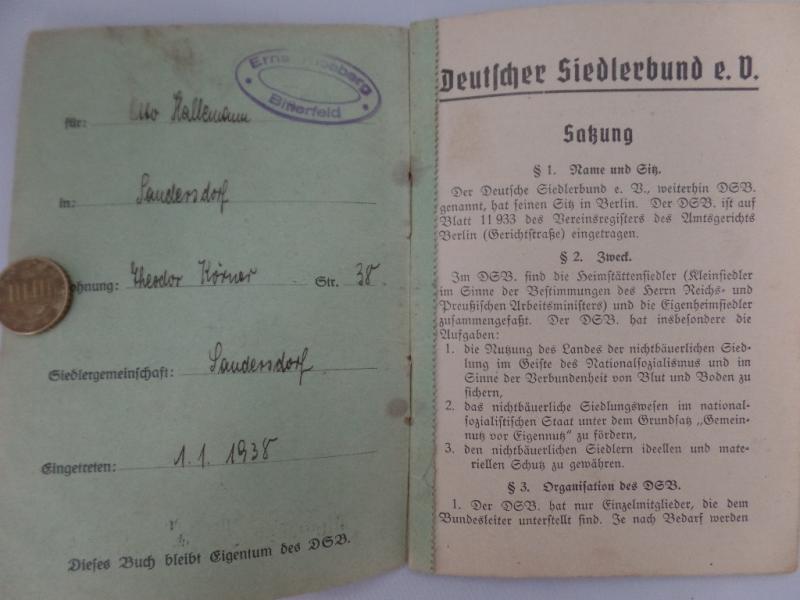 Bitterfeld
für: Otto Hallemann
in: Sandersdorf
ohnung: Theodor Körner Str. 38
Siedlergemeinschaft: Sandersdorf
Eingetreten: 1. 1. 1938
Dieses Buch bleibt Eigentum des DSB.
Deutscher Siedlerbund e. V.
Satzung
§ 1. Name und Sitz.
Der Deutsche Siedlerbund e. V., weiterhin DSB.
genannt, hat seinen Sitz in Berlin. Der DSB. ist auf
Blatt 11 933 des Vereinsregisters des Amtsgerichts
Berlin (Gerichtstraße) eingetragen.
§ 2. Zweck.
Im DSB. sind die Heimstättensiedler (Kleinsiedler
im Sinne der Bestimmungen des Herrn Reichs- und
Preußischen Arbeitsministers) und die Eigenheimsiedler
zusammengefaßt. Der DSB. hat insbesondere die
Aufgaben:
1. die Nutzung des Landes der nichtbäuerlichen Sied-
lung im Geiste des Nationalsozialismus und im
Sinne der Verbundenheit von Blut und Boden zu
sichern,
2. das nichtbäuerliche Siedlungswesen im national-
sozialistischen Staat unter dem Grundsatz „Gemein-
nutz vor Eigennutz" zu fördern,
3. den nichtbäuerlichen Siedlern ideellen und mate-
riellen Schutz zu gewähren.
§ 3. Organisation des DSB.
1. Der DSB. hat nur Einzelmitglieder, die dem
Bundesleiter unterstellt sind. Je nach Bedarf werden